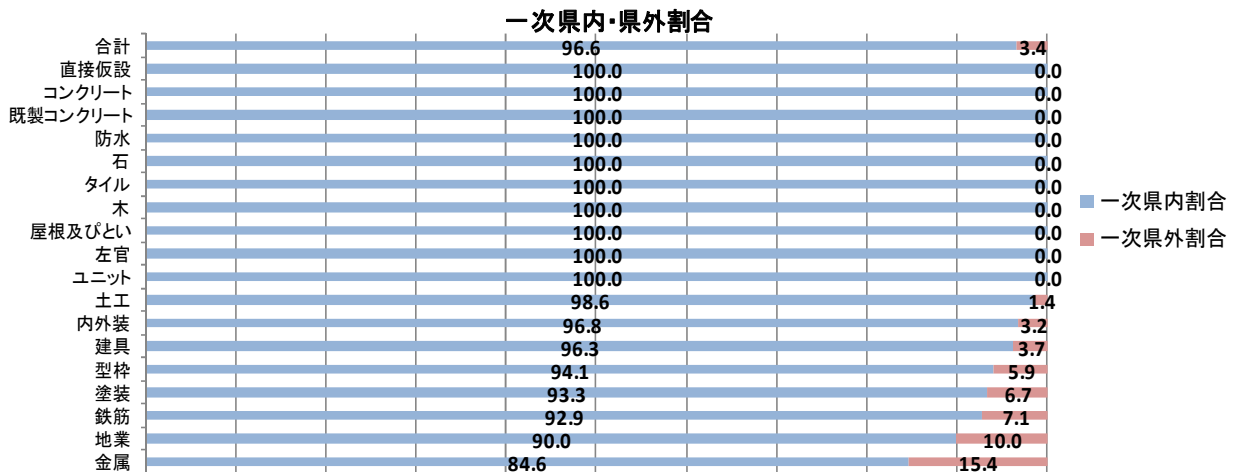 一次県内・県外割合
合計 96.6 3.4
直接仮設 100.0 0.0
コンクリート 100.0 0.0
既製コンクリート 100.0 0.0
防水 100.0 0.0
石 100.0 0.0
タイル 100.0 0.0
木 100.0 0.0
屋根及びとい 100.0 0.0
左官 100.0 0.0
ユニット 100.0 0.0
土工 98.6 1.4
内外装 96.8 3.2
建具 96.3 3.7
型枠 94.1 5.9
塗装 93.3 6.7
鉄筋 92.9 7.1
地業 90.0 10.0
金属 84.6 15.4
一次県内割合
一次県外割合